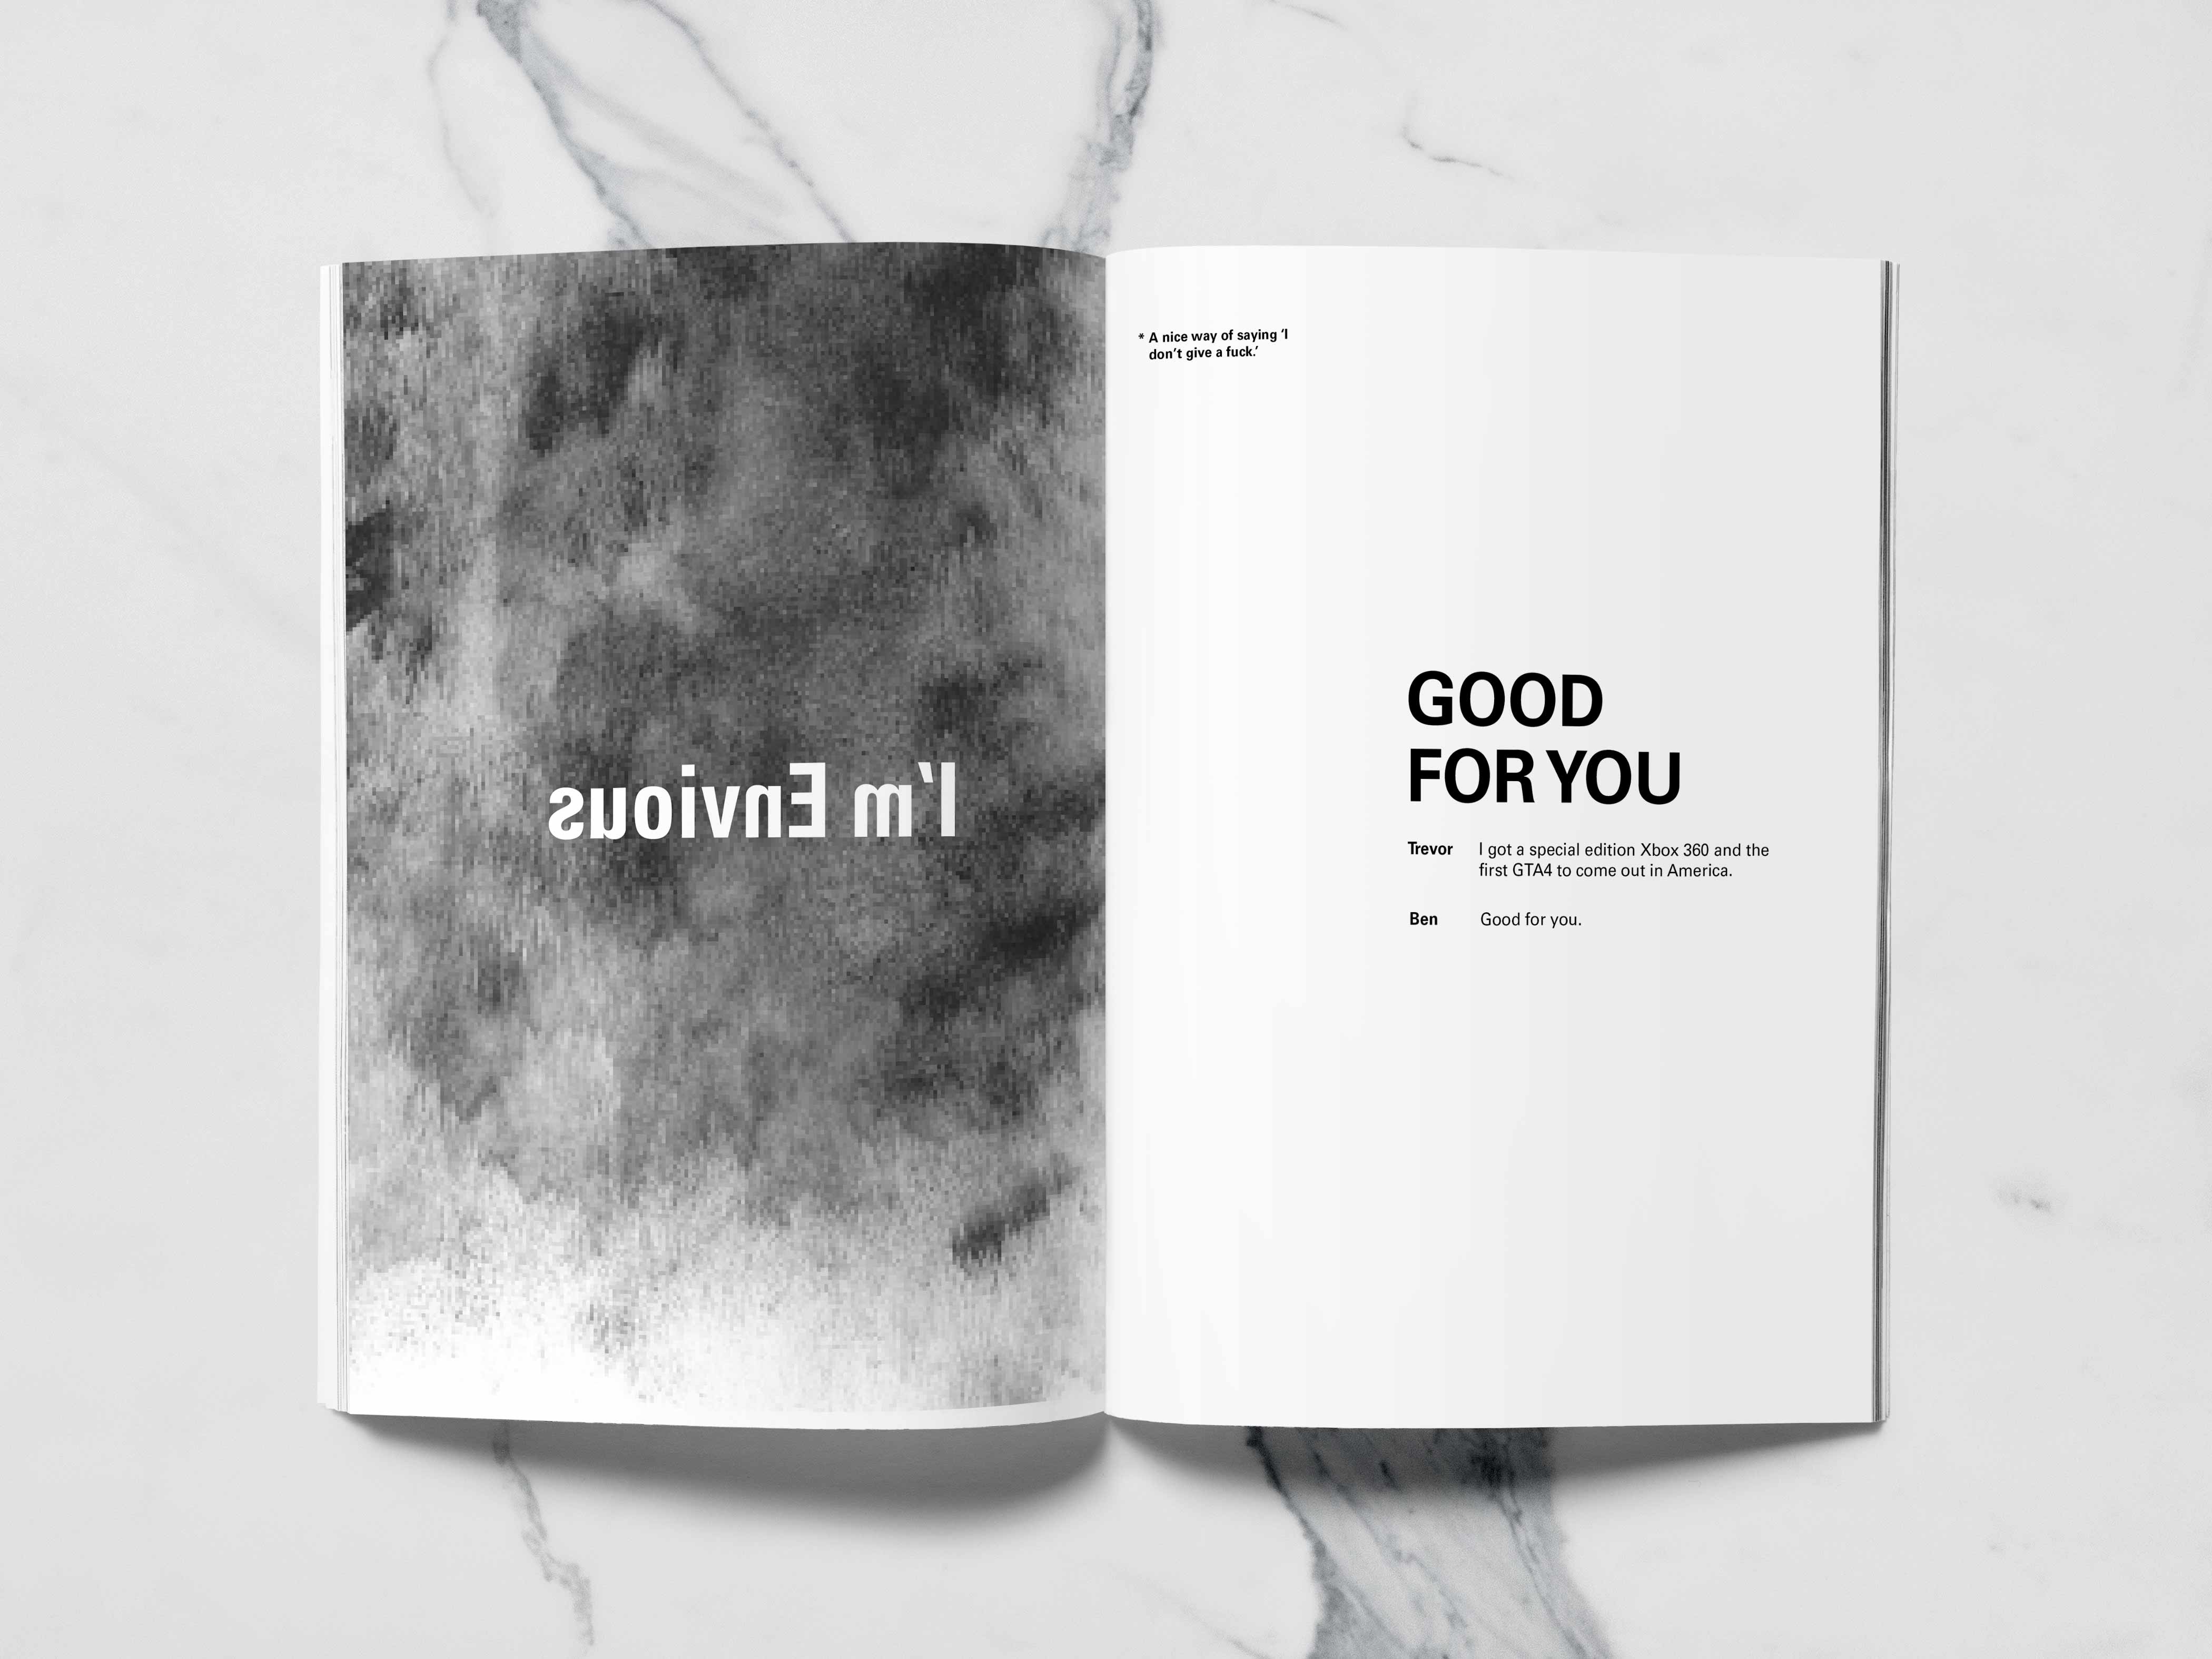 I'm Envious
* A nice way of saying ‘I
don't give a fuck.’
GOOD
FOR YOU
Trevor I got a special edition Xbox 360 and the
first GTA4 to come out in America.
Ben Good for you.